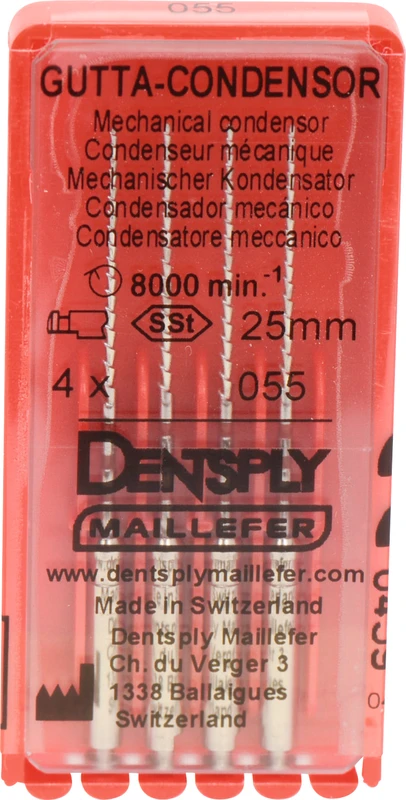 055
GUTTA-CONDENSOR
Mechanical condensor
Condenseur mécanique
Mechanischer Kondensator
Condensador mecánico
Condensatore meccanico
8000 min.-1
SSt 25mm
4 x 055
DENTSPLY
MAILLEFER
www.dentsplymaillefer.com
Made in Switzerland
Dentsply Maillefer
Ch. du Verger 3
1338 Ballaigues
Switzerland